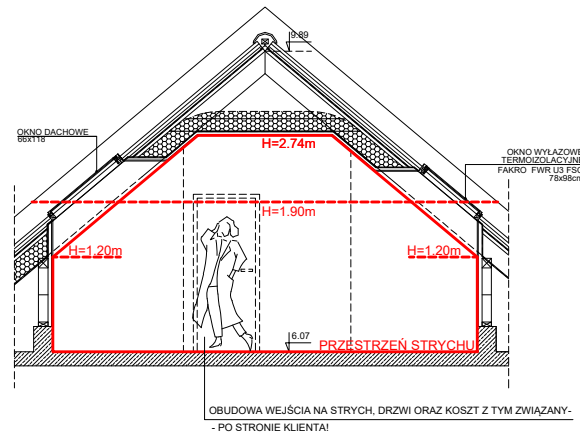 9.89
H=2.74m
OKNO DACHOWE
66x118
OKNO WYŁAZOWE
TERMOIZOLACYJNE
FAKRO FWR U3 FSC
78x98cm
H=1.90m
H=1.20m
H=1.20m
6.07
PRZESTRZEŃ STRYCHU
OBUDOWA WEJŚCIA NA STRYCH, DRZWI ORAZ KOSZT Z TYM ZWIĄZANY-
- PO STRONIE KLIENTA!